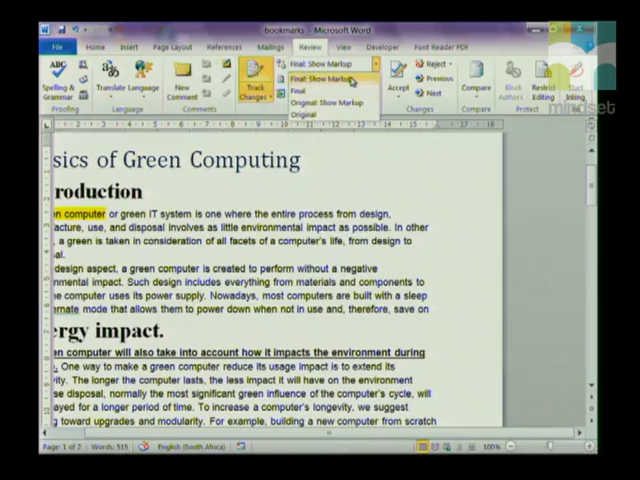 bookmarks - Microsoft Word
File Home Insert Page Layout References Mailings Review View Developer Foxit Reader PDF
Spelling & Grammar Translate Language New Comment Track Changes Final: Show Markup Accept Reject Previous Next Compare Block Authors Restrict Editing Start Inking
Final: Show Markup
Final
Original: Show Markup
Original
Proofing Language Comments Changes Compare Protect
mindset
sics of Green Computing
roduction
en computer or green IT system is one where the entire process from design,
facture, use, and disposal involves as little environmental impact as possible. In other
, a green is taken in consideration of all facets of a computer's life, from design to
sal.
design aspect, a green computer is created to perform without a negative
nmental impact. Such design includes everything from materials and components to
he computer uses its power supply. Nowadays, most computers are built with a sleep
ernate mode that allows them to power down when not in use and, therefore, save on
ergy impact.
en computer will also take into account how it impacts the environment during
One way to make a green computer reduce its usage impact is to extend its
vity. The longer the computer lasts, the less impact it will have on the environment
se disposal, normally the most significant green influence of the computer's cycle, will
ayed for a longer period of time. To increase a computer's longevity, we suggest
ng toward upgrades and modularity. For example, building a new computer from scratch
Page: 1 of 2 Words: 515 English (South Africa) 100%